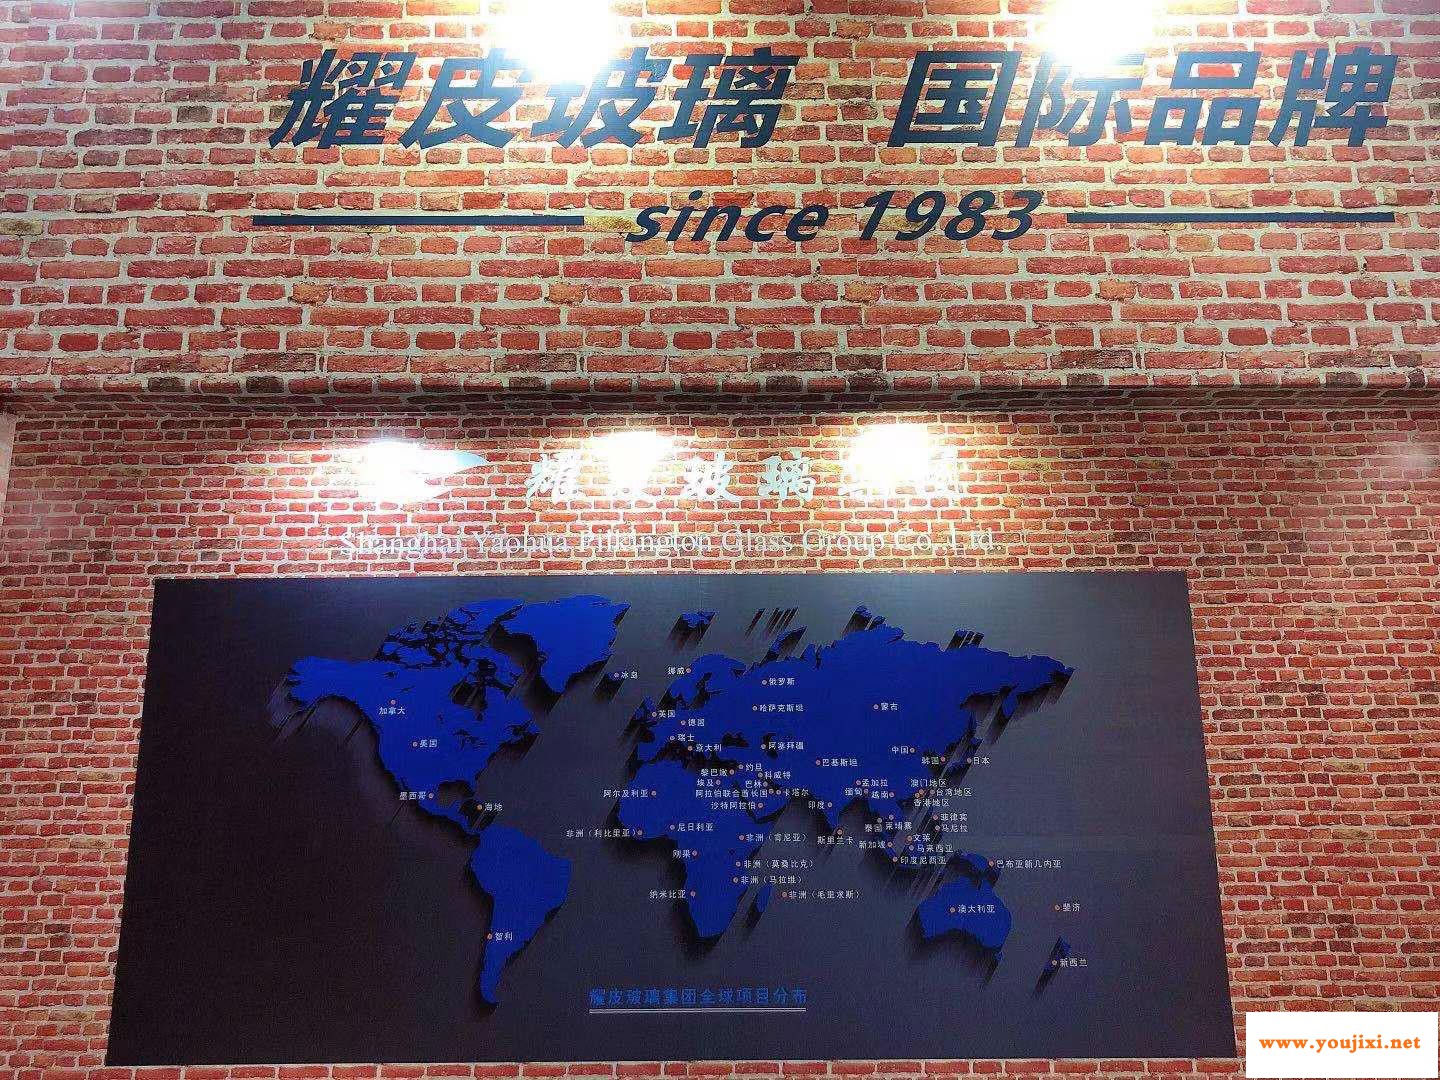 耀皮玻璃 国际品牌
since 1983
耀皮玻璃集团
Shanghai Yaohua Pilkington Glass Group Co.,Ltd.
冰岛
挪威
俄罗斯
加拿大
英国
德国
哈萨克斯坦
蒙古
美国
瑞士
意大利
阿塞拜疆
中国
韩国
日本
黎巴嫩
约旦
巴基斯坦
埃及
巴林
科威特
孟加拉
澳门地区
墨西哥
阿尔及利亚
阿拉伯联合酋长国
卡塔尔
缅甸
越南
台湾地区
海地
沙特阿拉伯
印度
香港地区
非洲（利比里亚）
尼日利亚
非洲（肯尼亚）
斯里兰卡
泰国
柬埔寨
菲律宾
马尼拉
刚果
新加坡
文莱
马来西亚
非洲（莫桑比克）
印度尼西亚
巴布亚新几内亚
非洲（马拉维）
纳米比亚
非洲（毛里求斯）
澳大利亚
斐济
智利
新西兰
耀皮玻璃集团全球项目分布
www.youjixi.net